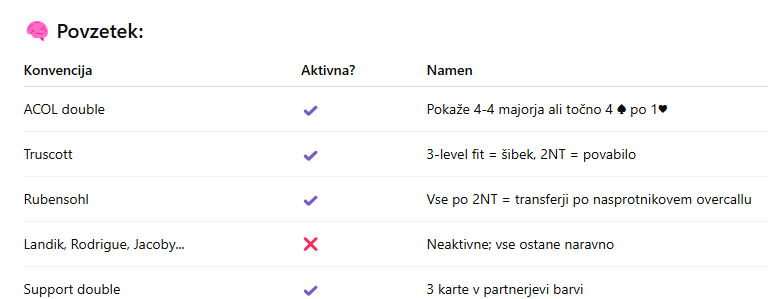 🧠 Povzetek:
Konvencija Aktivna? Namen
ACOL double ✔ Pokaže 4-4 majorja ali točno 4 ♠ po 1♥
Truscott ✔ 3-level fit = šibek, 2NT = povabilo
Rubensohl ✔ Vse po 2NT = transferji po nasprotnikovem overcallu
Landik, Rodrigue, Jacoby... ❌ Neaktivne; vse ostane naravno
Support double ✔ 3 karte v partnerjevi barvi